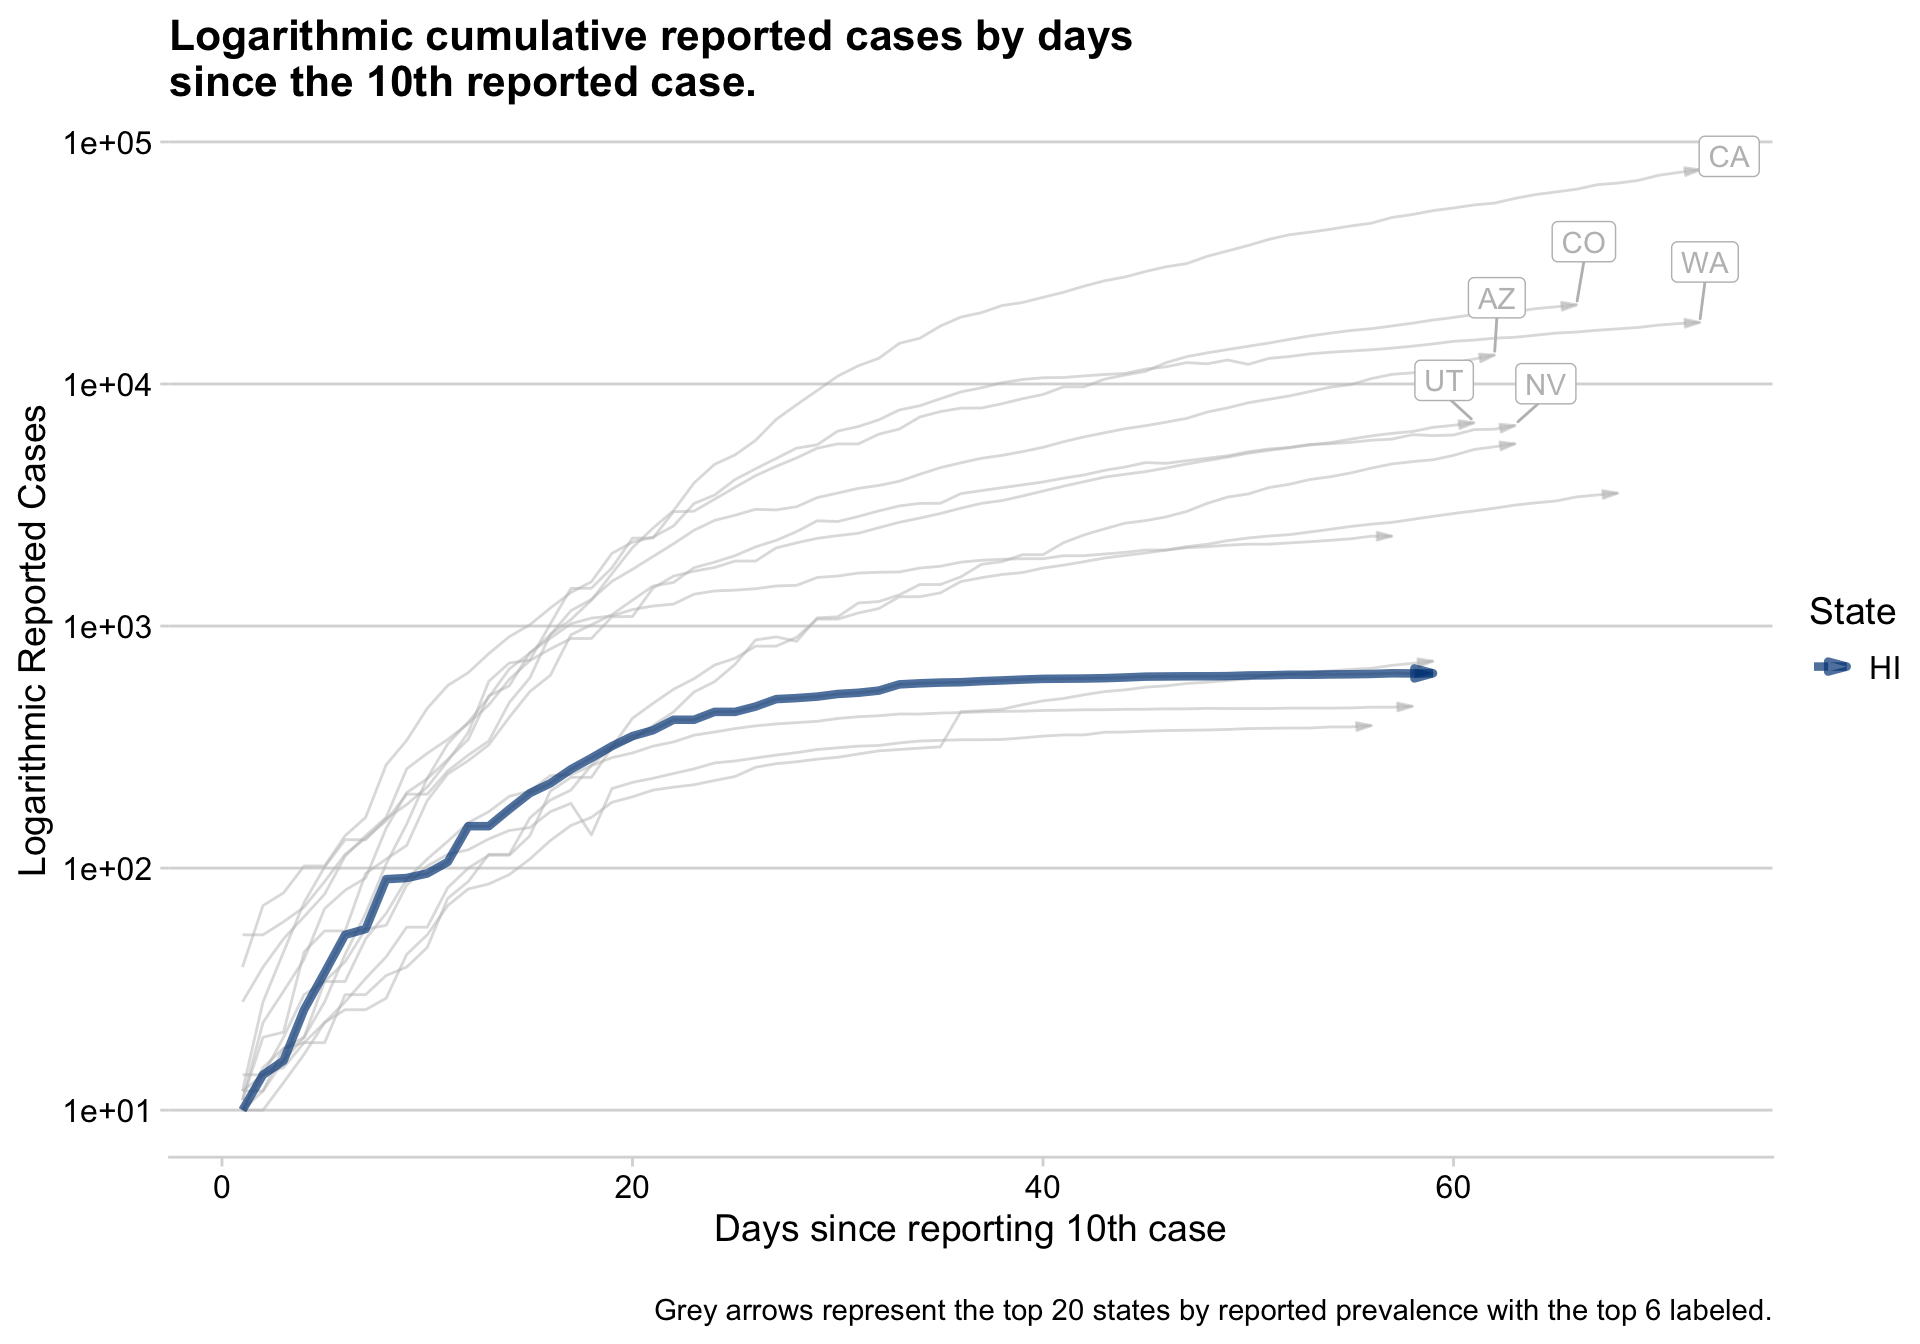 Logarithmic cumulative reported cases by days
since the 10th reported case.
1e+05
1e+04
1e+03
1e+02
1e+01
Logarithmic Reported Cases
CA
CO
WA
AZ
UT
NV
State
HI
0
20
40
60
Days since reporting 10th case
Grey arrows represent the top 20 states by reported prevalence with the top 6 labeled.